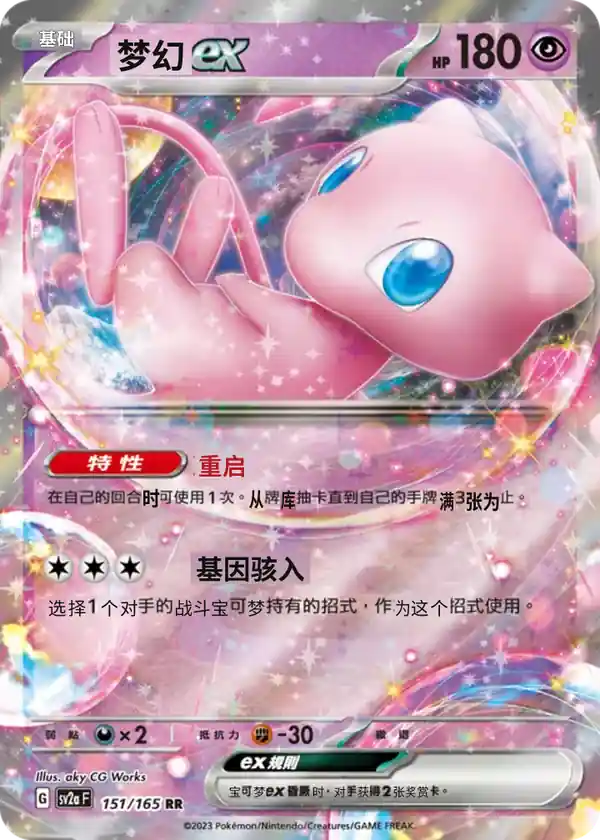 基础
梦幻ex
HP 180
特性 重启
在自己的回合时可使用1次。从牌库抽卡直到自己的手牌满3张为止。
基因骇入
选择1个对手的战斗宝可梦持有的招式，作为这个招式使用。
弱點 ×2 抵抗力 -30 撤退
ex規則
宝可梦ex昏厥时，对手获得2张奖赏卡。
Illus. aky CG Works
G sv2a F 151/165 RR
©2023 Pokémon/Nintendo/Creatures/GAME FREAK.